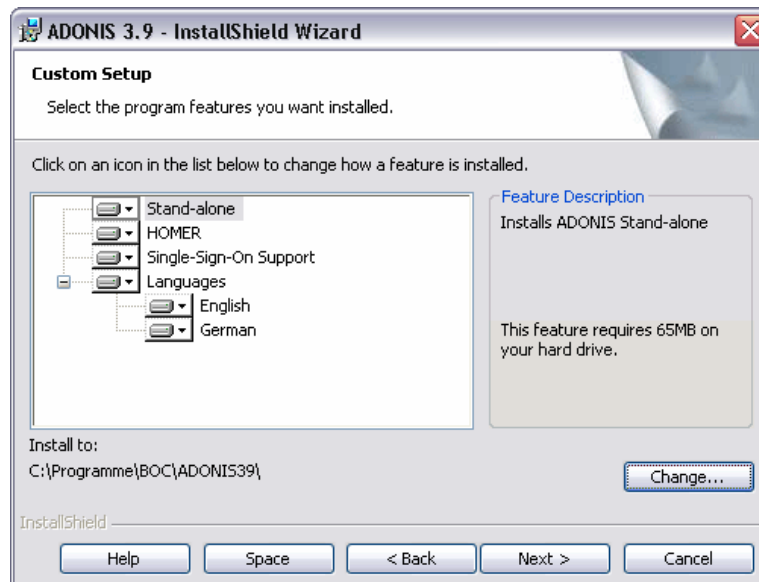 ADONIS 3.9 - InstallShield Wizard
Custom Setup
Select the program features you want installed.
Click on an icon in the list below to change how a feature is installed.
Stand-alone
HOMER
Single-Sign-On Support
Languages
English
German
Feature Description
Installs ADONIS Stand-alone
This feature requires 65MB on
your hard drive.
Install to:
C:\Programme\BOC\ADONIS39\
Change...
InstallShield
Help
Space
< Back
Next >
Cancel